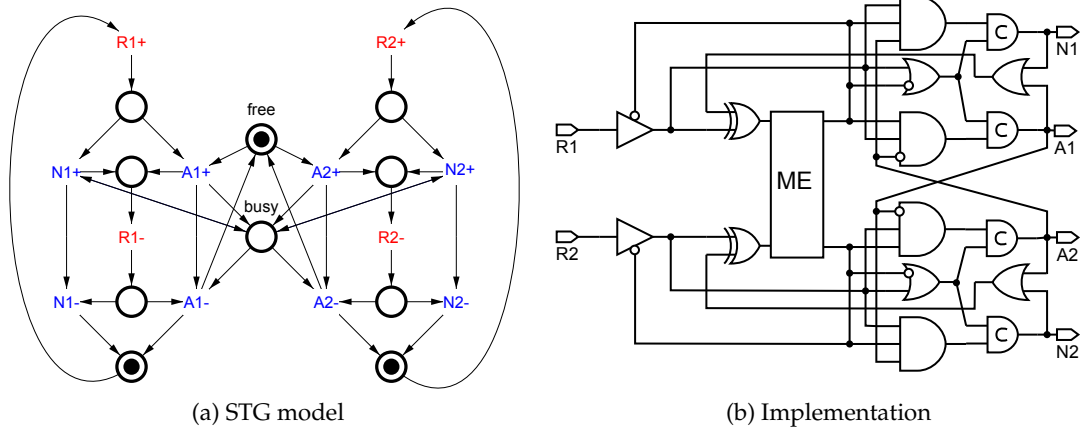 R1+
R2+
free
N1+
A1+
A2+
N2+
busy
R1-
R2-
N1-
A1-
A2-
N2-
(a) STG model
C
N1
R1
C
A1
ME
R2
C
A2
C
N2
(b) Implementation